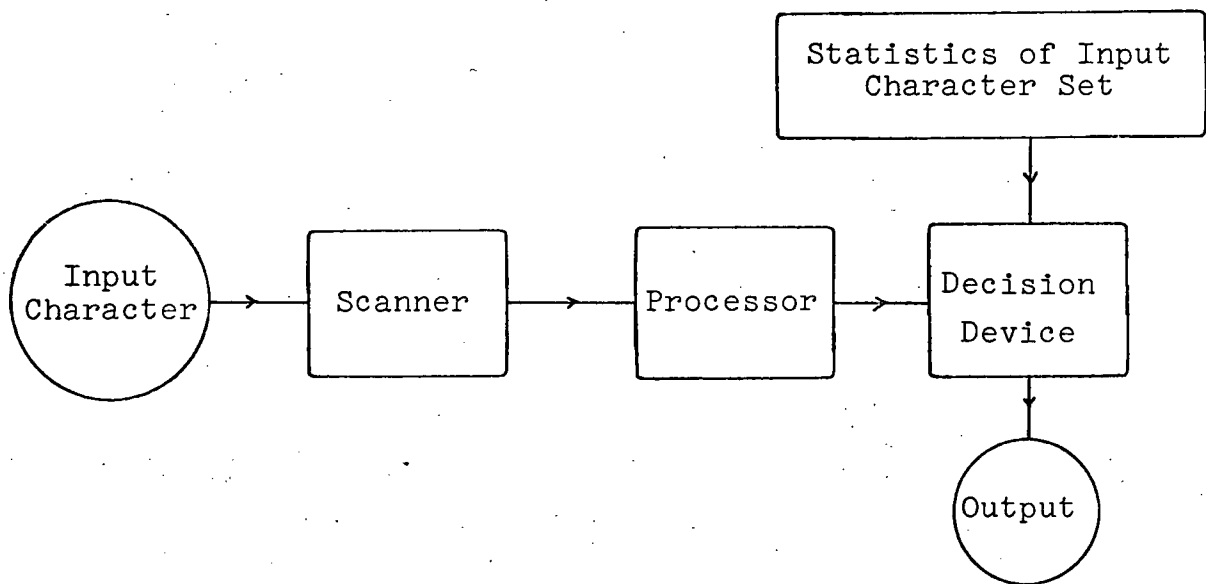 Statistics of Input
Character Set
Input
Character
Scanner
Processor
Decision
Device
Output